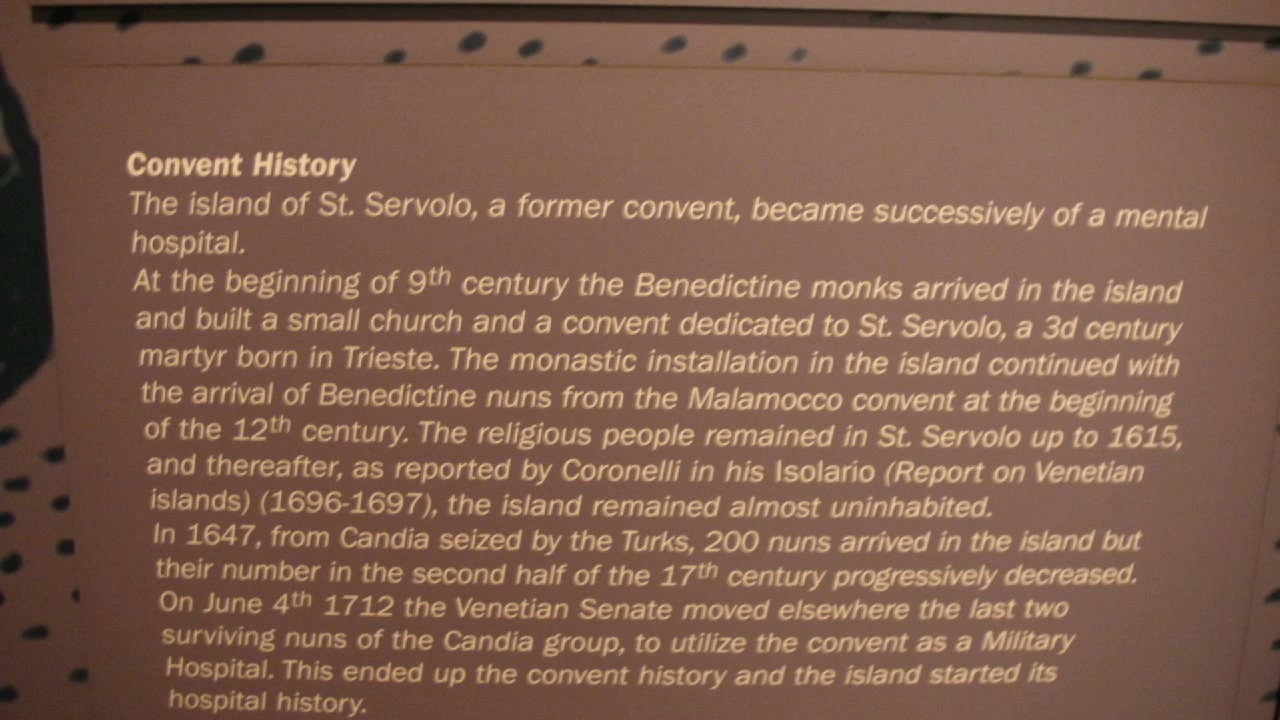 Convent History
The island of St. Servolo, a former convent, became successively of a mental
hospital.
At the beginning of 9th century the Benedictine monks arrived in the island
and built a small church and a convent dedicated to St. Servolo, a 3d century
martyr born in Trieste. The monastic installation in the island continued with
the arrival of Benedictine nuns from the Malamocco convent at the beginning
of the 12th century. The religious people remained in St. Servolo up to 1615,
and thereafter, as reported by Coronelli in his Isolario (Report on Venetian
islands) (1696-1697), the island remained almost uninhabited.
In 1647, from Candia seized by the Turks, 200 nuns arrived in the island but
their number in the second half of the 17th century progressively decreased.
On June 4th 1712 the Venetian Senate moved elsewhere the last two
surviving nuns of the Candia group, to utilize the convent as a Military
Hospital. This ended up the convent history and the island started its
hospital history.